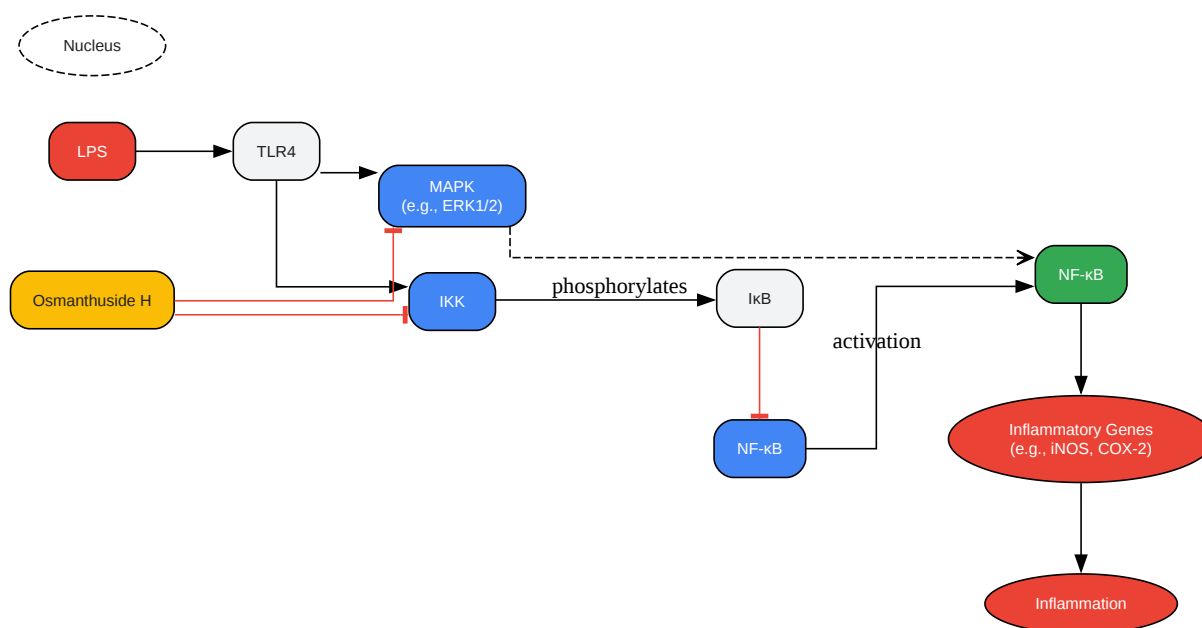 Nucleus
LPS
TLR4
MAPK
(e.g., ERK1/2)
NF-κB
Osmanthuside H
IKK
phosphorylates
IκB
activation
NF-κB
Inflammatory Genes
(e.g., iNOS, COX-2)
Inflammation